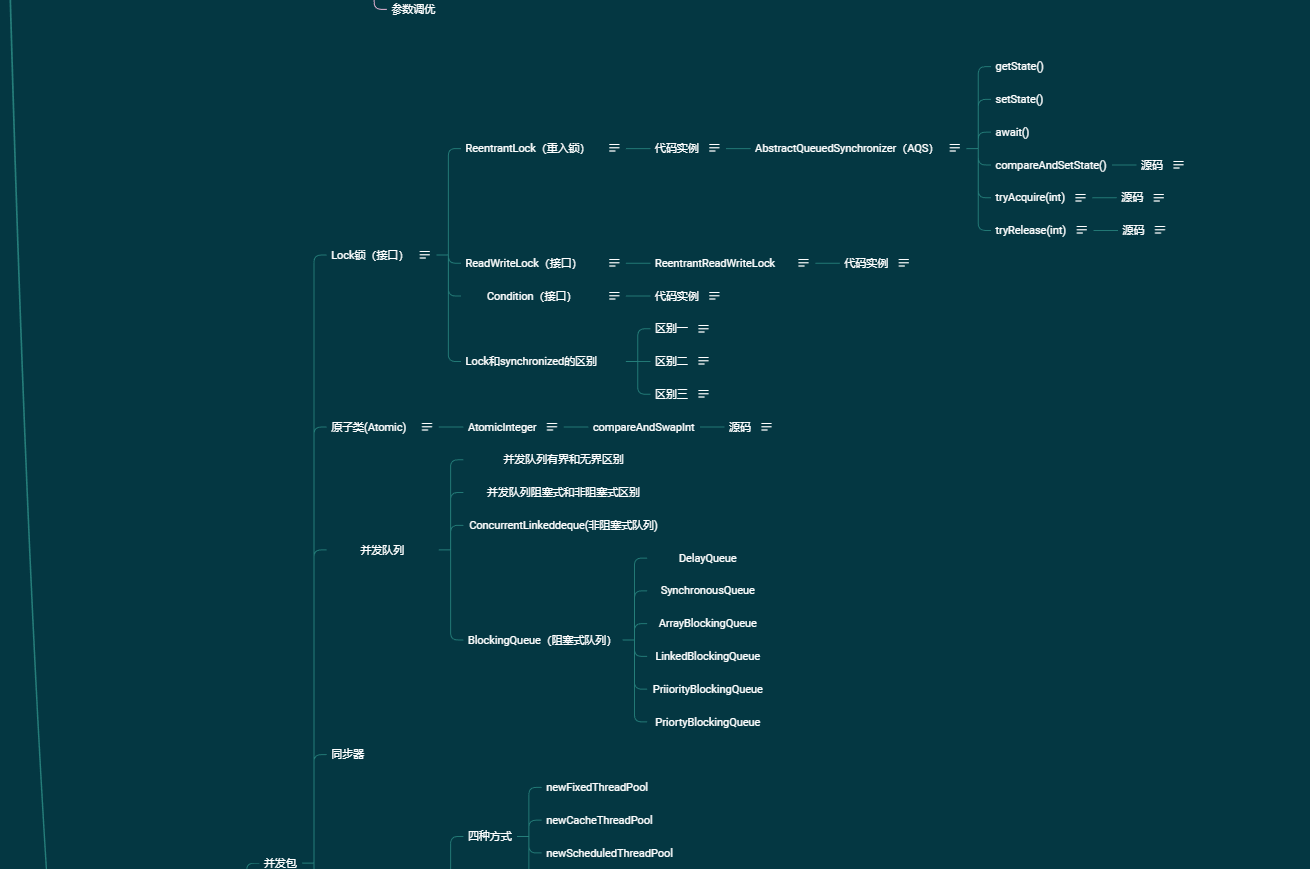 参数调优
getState()
setState()
await()
ReentrantLock（重入锁） 代码实例 AbstractQueuedSynchronizer（AQS）
compareAndSetState() 源码
tryAcquire(int) 源码
tryRelease(int) 源码
Lock锁（接口）
ReadWriteLock（接口） ReentrantReadWriteLock 代码实例
Condition（接口） 代码实例
区别一
Lock和synchronized的区别 区别二
区别三
原子类(Atomic) AtomicInteger compareAndSwapInt 源码
并发队列有界和无界区别
并发队列阻塞式和非阻塞式区别
ConcurrentLinkeddeque(非阻塞式队列)
并发队列
DelayQueue
SynchronousQueue
ArrayBlockingQueue
BlockingQueue（阻塞式队列）
LinkedBlockingQueue
PriiorityBlockingQueue
PriortyBlockingQueue
同步器
newFixedThreadPool
newCacheThreadPool
四种方式
newScheduledThreadPool
并发包